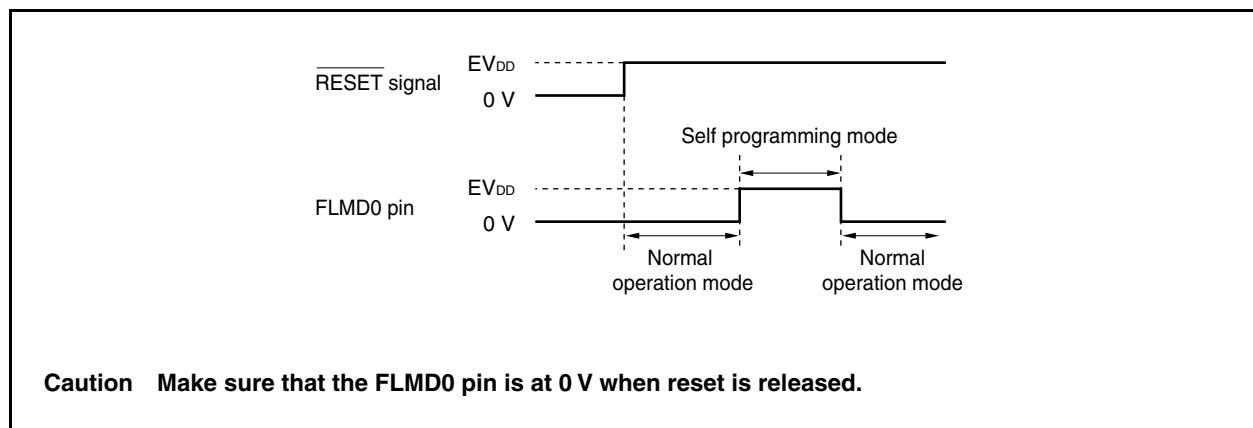 RESET signal
EVDD
0 V
Self programming mode
FLMD0 pin
EVDD
0 V
Normal
operation mode
Normal
operation mode
Caution Make sure that the FLMD0 pin is at 0 V when reset is released.